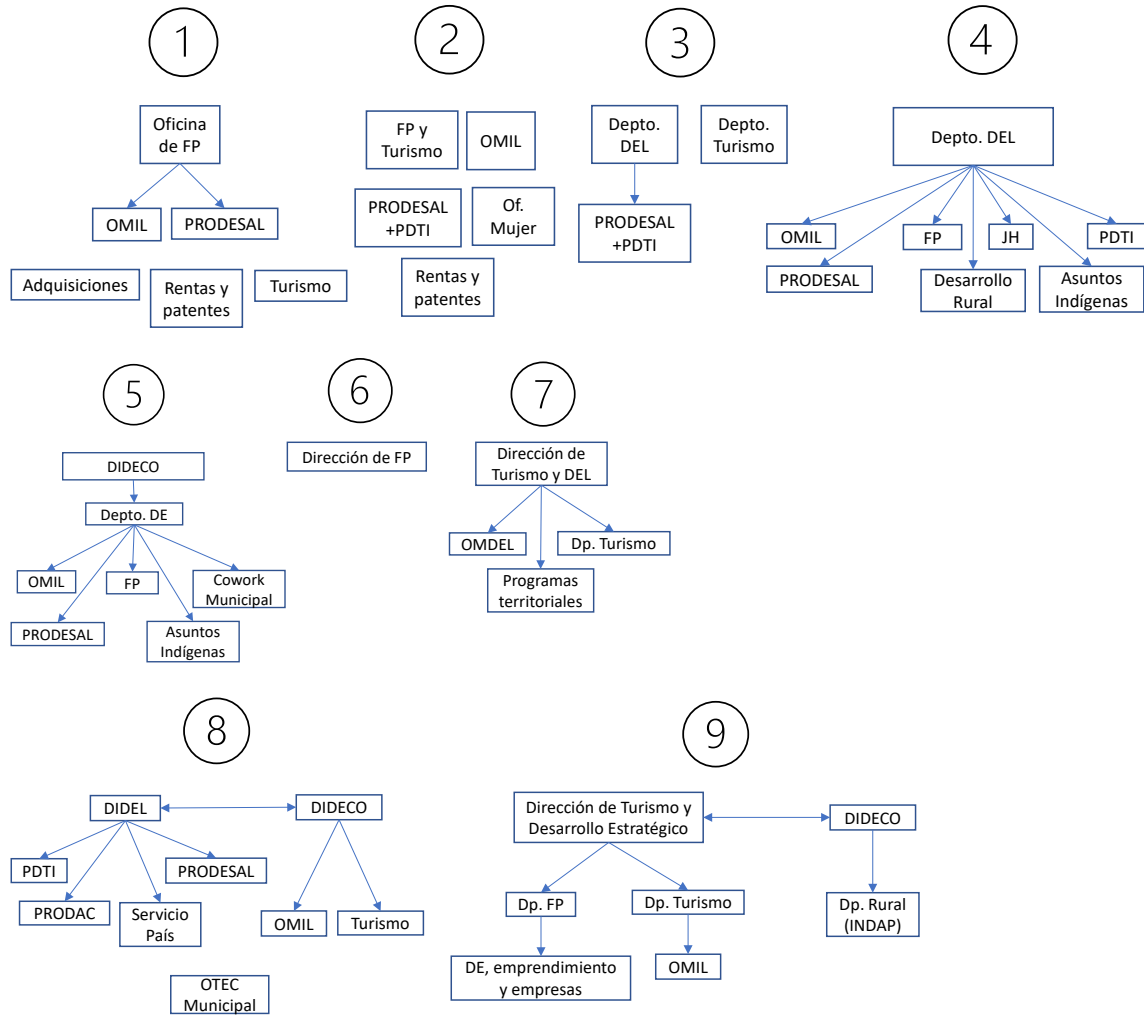 1
2
3
4
Oficina
de FP
OMIL
PRODESAL
Adquisiciones
Rentas y
patentes
Turismo
FP y
Turismo
OMIL
PRODESAL
+PDTI
Of.
Mujer
Rentas y
patentes
Depto.
DEL
Depto.
Turismo
PRODESAL
+PDTI
Depto. DEL
OMIL
FP
JH
PDTI
PRODESAL
Desarrollo
Rural
Asuntos
Indígenas
5
6
7
DIDECO
Depto. DE
OMIL
FP
Cowork
Municipal
PRODESAL
Asuntos
Indígenas
Dirección de FP
Dirección de
Turismo y DEL
OMDEL
Dp. Turismo
Programas
territoriales
8
9
DIDEL
DIDECO
PDTI
PRODESAL
PRODAC
Servicio
País
OMIL
Turismo
OTEC
Municipal
Dirección de Turismo y
Desarrollo Estratégico
DIDECO
Dp. FP
Dp. Turismo
Dp. Rural
(INDAP)
DE, emprendimiento
y empresas
OMIL